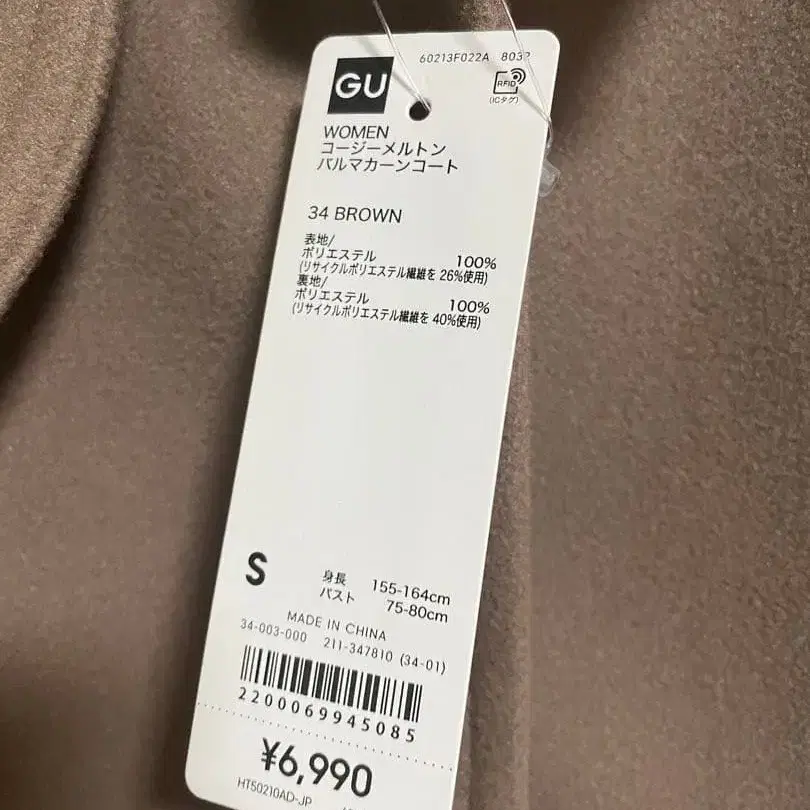 60213F022A 8032
GU
RFID
(ICタグ)
WOMEN
コージーメルトン
バルマカーンコート
34 BROWN
表地/
ポリエステル 100%
(リサイクルポリエステル繊維を 26%使用)
裏地/
ポリエステル 100%
(リサイクルポリエステル繊維を 40%使用)
S
身長 155-164cm
バスト 75-80cm
MADE IN CHINA
34-003-000 211-347810 (34-01)
2200069945085
¥6,990
HT50210AD-JP